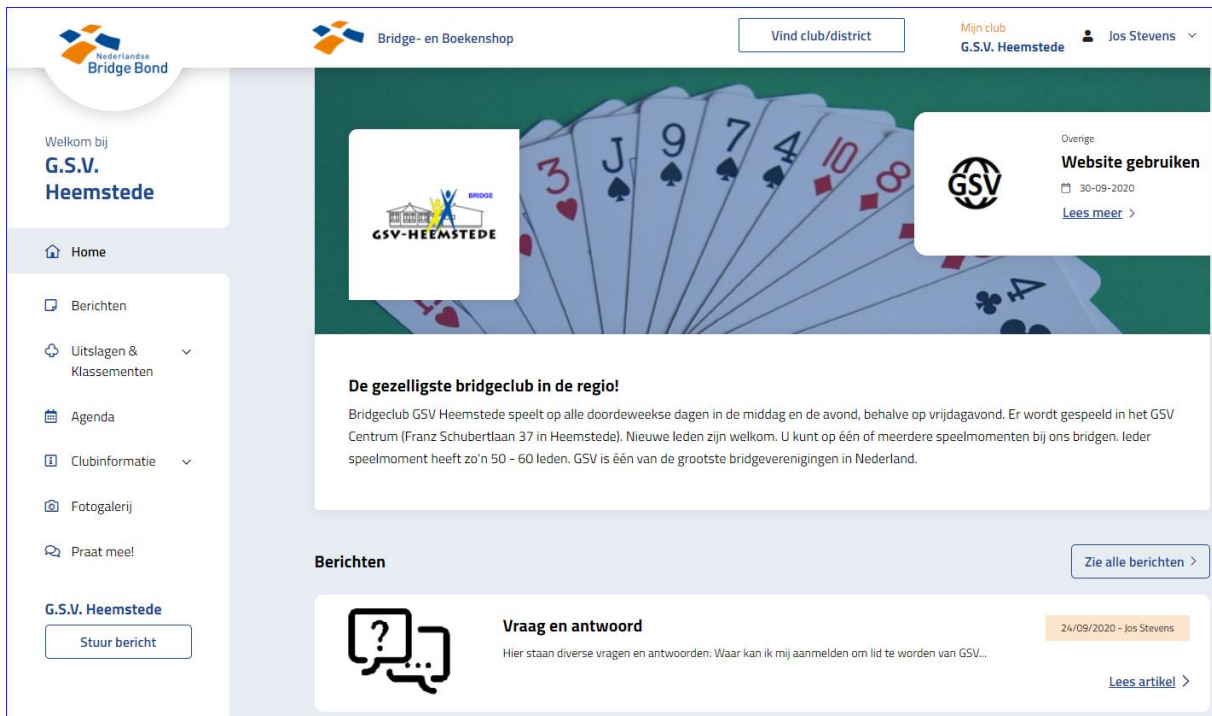 Nederlandse
Bridge Bond
Bridge- en Boekenshop
Vind club/district
Mijn club
G.S.V. Heemstede
Jos Stevens
Welkom bij
G.S.V.
Heemstede
Home
Berichten
Uitslagen &
Klassementen
Agenda
Clubinformatie
Fotogalerij
Praat mee!
G.S.V. Heemstede
Stuur bericht
BRIDGE
GSV-HEEMSTEDE
3
J
9
7
4
10
8
4
GSV
Overige
Website gebruiken
30-09-2020
Lees meer >
De gezelligste bridgeclub in de regio!
Bridgeclub GSV Heemstede speelt op alle doordeweekse dagen in de middag en de avond, behalve op vrijdagavond. Er wordt gespeeld in het GSV
Centrum (Franz Schubertlaan 37 in Heemstede). Nieuwe leden zijn welkom. U kunt op één of meerdere speelmomenten bij ons bridgen. Ieder
speelmoment heeft zo'n 50 - 60 leden. GSV is één van de grootste bridgeverenigingen in Nederland.
Berichten
Zie alle berichten >
?
...
Vraag en antwoord
24/09/2020 - Jos Stevens
Hier staan diverse vragen en antwoorden: Waar kan ik mij aanmelden om lid te worden van GSV...
Lees artikel >